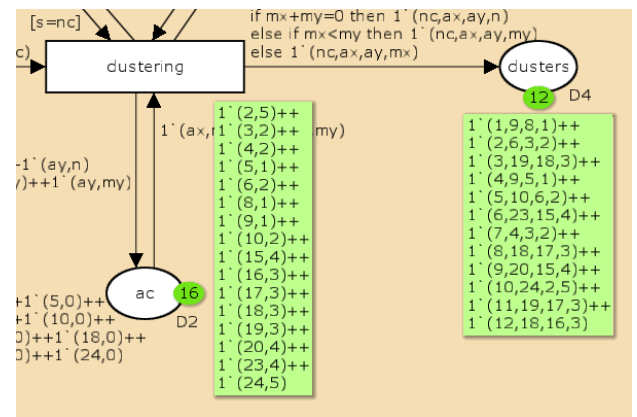 [s=nc]
if mx+my=0 then 1`(nc,ax,ay,n)
else if mx<my then 1`(nc,ax,ay,my)
else 1`(nc,ax,ay,mx)
c)
clustering
clusters
12
D4
1`(ax,
my)
1`(2,5)++
1`(3,2)++
1`(4,2)++
1`(5,1)++
1`(6,2)++
1`(8,1)++
1`(9,1)++
1`(10,2)++
1`(15,4)++
1`(16,3)++
1`(17,3)++
1`(18,3)++
1`(19,3)++
1`(20,4)++
1`(23,4)++
1`(24,5)
1`(1,9,8,1)++
1`(2,6,3,2)++
1`(3,19,18,3)++
1`(4,9,5,1)++
1`(5,10,6,2)++
1`(6,23,15,4)++
1`(7,4,3,2)++
1`(8,18,17,3)++
1`(9,20,15,4)++
1`(10,24,2,5)++
1`(11,19,17,3)++
1`(12,18,16,3)
1`(ay,n)
)++1`(ay,my)
ac
16
D2
+1`(5,0)++
+1`(10,0)++
0)++1`(18,0)++
0)++1`(24,0)